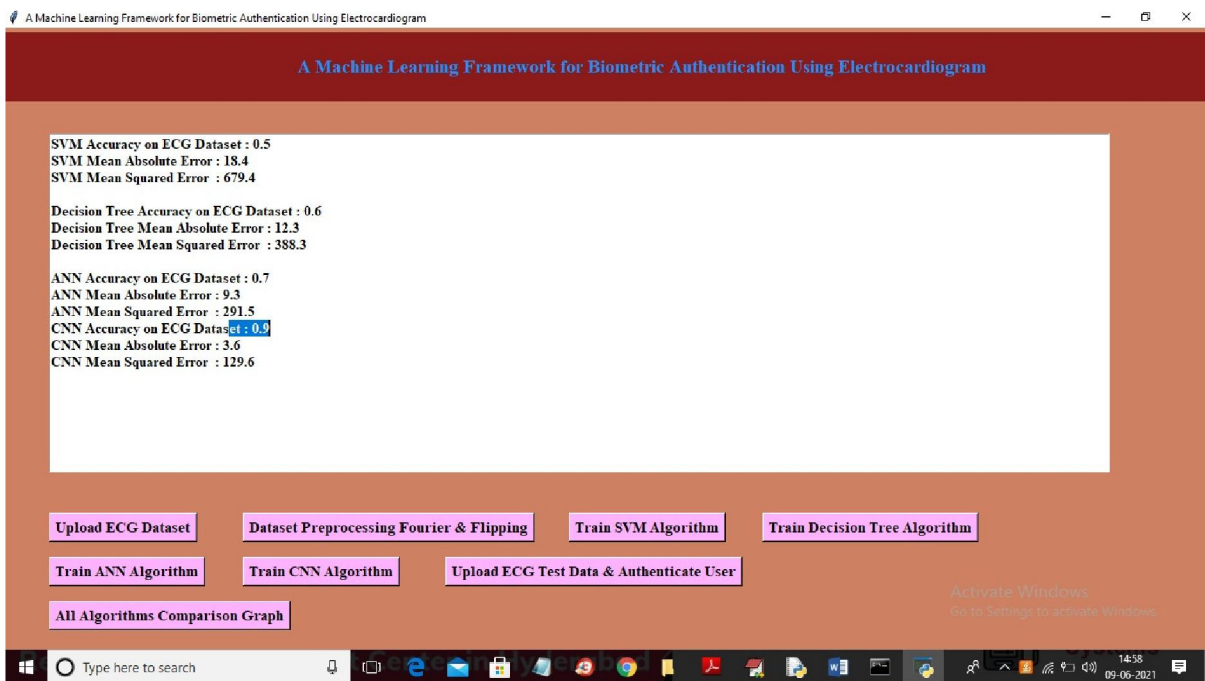 A Machine Learning Framework for Biometric Authentication Using Electrocardiogram
A Machine Learning Framework for Biometric Authentication Using Electrocardiogram
SVM Accuracy on ECG Dataset : 0.5
SVM Mean Absolute Error : 18.4
SVM Mean Squared Error : 679.4
Decision Tree Accuracy on ECG Dataset : 0.6
Decision Tree Mean Absolute Error : 12.3
Decision Tree Mean Squared Error : 388.3
ANN Accuracy on ECG Dataset : 0.7
ANN Mean Absolute Error : 9.3
ANN Mean Squared Error : 291.5
CNN Accuracy on ECG Dataset : 0.9
CNN Mean Absolute Error : 3.6
CNN Mean Squared Error : 129.6
Upload ECG Dataset
Dataset Preprocessing Fourier & Flipping
Train SVM Algorithm
Train Decision Tree Algorithm
Train ANN Algorithm
Train CNN Algorithm
Upload ECG Test Data & Authenticate User
All Algorithms Comparison Graph
Activate Windows
Go to Settings to activate Windows.
Type here to search
14:58
09-06-2021